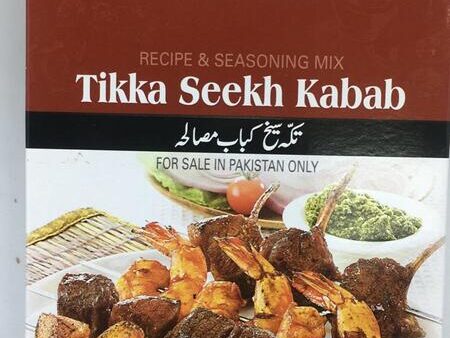 RECIPE & SEASONING MIX
Tikka Seekh Kabab
تکہ سیخ کباب مصالحہ
FOR SALE IN PAKISTAN ONLY